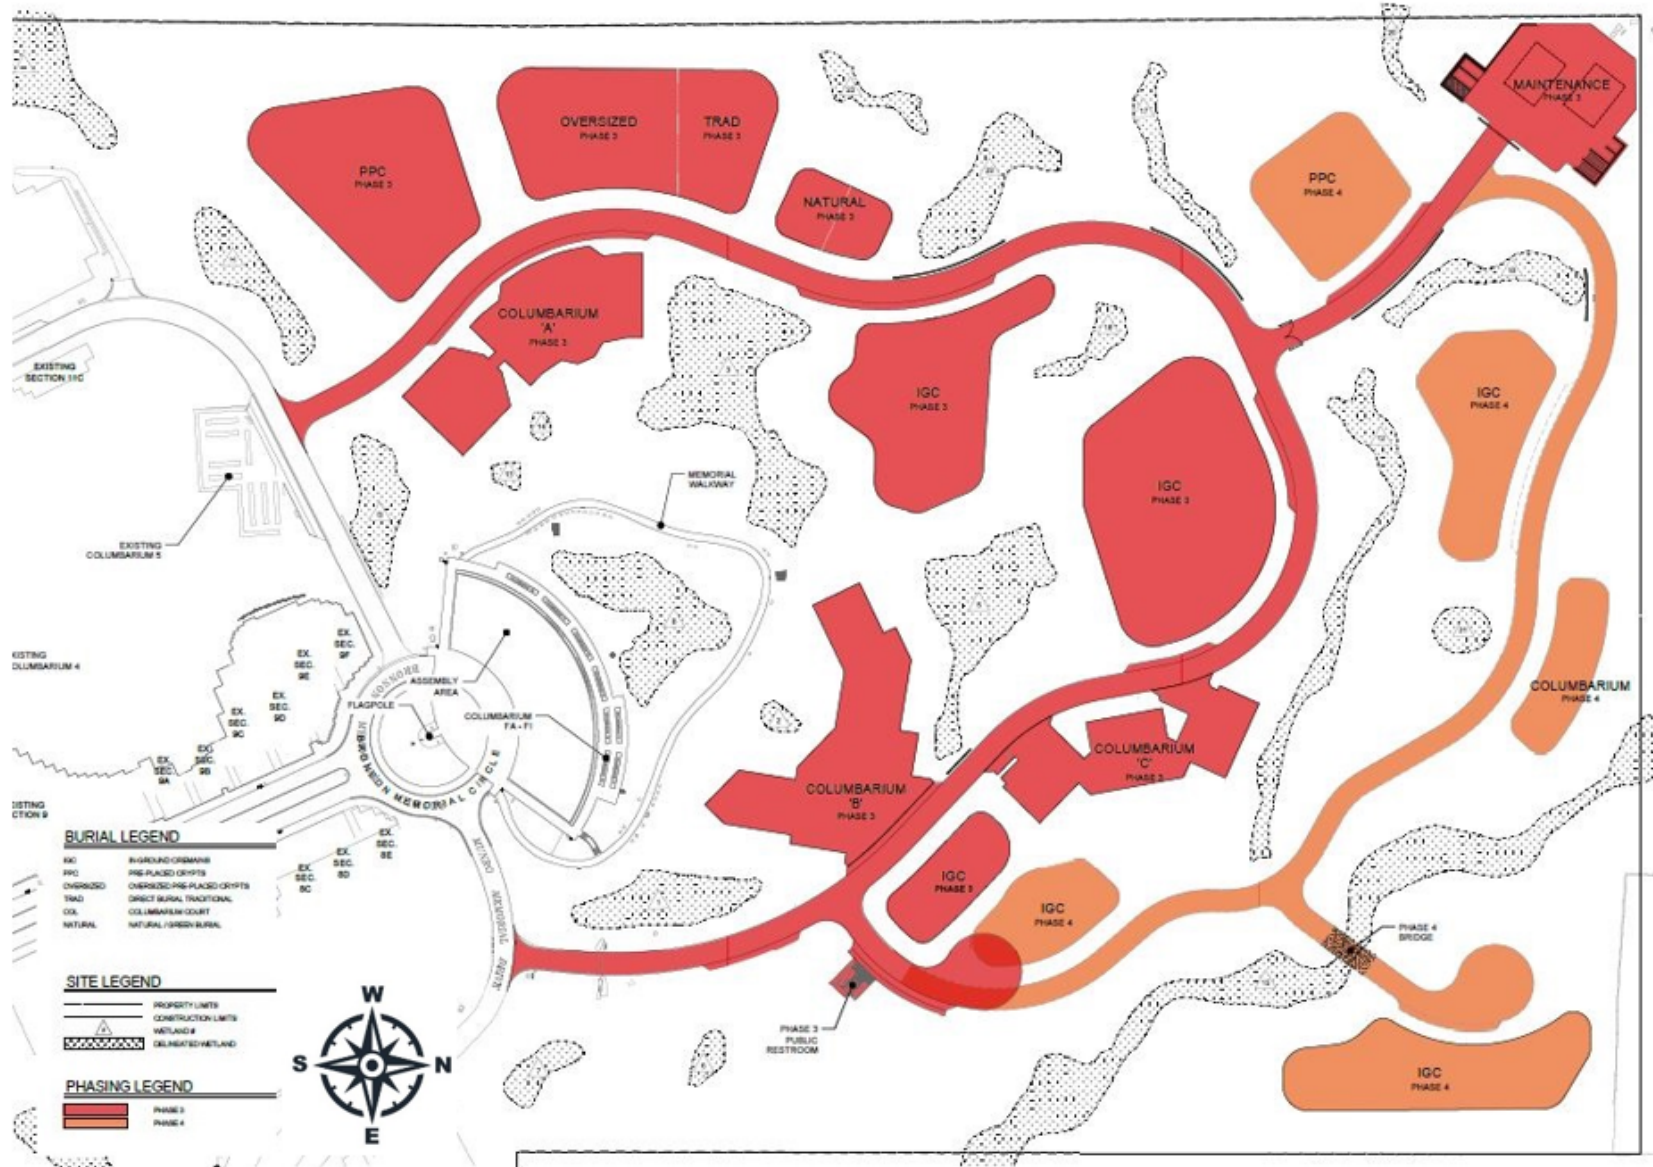 MAINTENANCE
PHASE 3
OVERSIZED
PHASE 3
TRAD
PHASE 3
PPC
PHASE 3
PPC
PHASE 4
NATURAL
PHASE 3
COLUMBARIUM
'A'
PHASE 3
EXISTING
SECTION 11C
IGC
PHASE 3
IGC
PHASE 4
MEMORIAL
WALKWAY
IGC
PHASE 3
EXISTING
COLUMBARIUM 5
EX.
SEC.
9F
EX.
SEC.
9E
EX.
SEC.
9D
EX.
SEC.
9C
EX.
SEC.
9B
EX.
SEC.
9A
XISTING
OLUMBARIUM 4
ASSEMBLY
AREA
FLAGPOLE
COLUMBARIUM
FA - FI
MEMORIAL CIRCLE
COLUMBARIUM
PHASE 4
COLUMBARIUM
'C'
PHASE 3
COLUMBARIUM
'B'
PHASE 3
ISTING
CTION 9
EX.
SEC.
8E
EX.
SEC.
8D
EX.
SEC.
8C
IGC
PHASE 3
IGC
PHASE 4
PHASE 4
BRIDGE
PHASE 3
PUBLIC
RESTROOM
IGC
PHASE 4
BURIAL LEGEND
IGC IN-GROUND CREMAINS
PPC PRE-PLACED CRYPTS
OVERSIZED OVERSIZED PRE-PLACED CRYPTS
TRAD DIRECT BURIAL TRADITIONAL
COL COLUMBARIUM COURT
NATURAL NATURAL / GREEN BURIAL
SITE LEGEND
PROPERTY LIMITS
CONSTRUCTION LIMITS
WETLAND #
DELINEATED WETLAND
PHASING LEGEND
PHASE 3
PHASE 4
W
S N
E